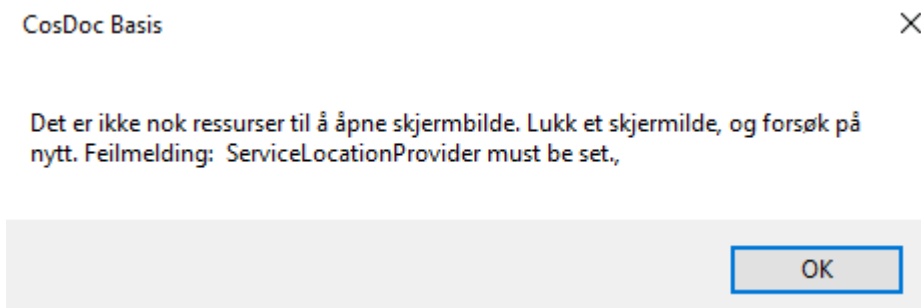 CosDoc Basis
Det er ikke nok ressurser til å åpne skjermbilde. Lukk et skjermilde, og forsøk på
nytt. Feilmelding:  ServiceLocationProvider must be set.,
OK